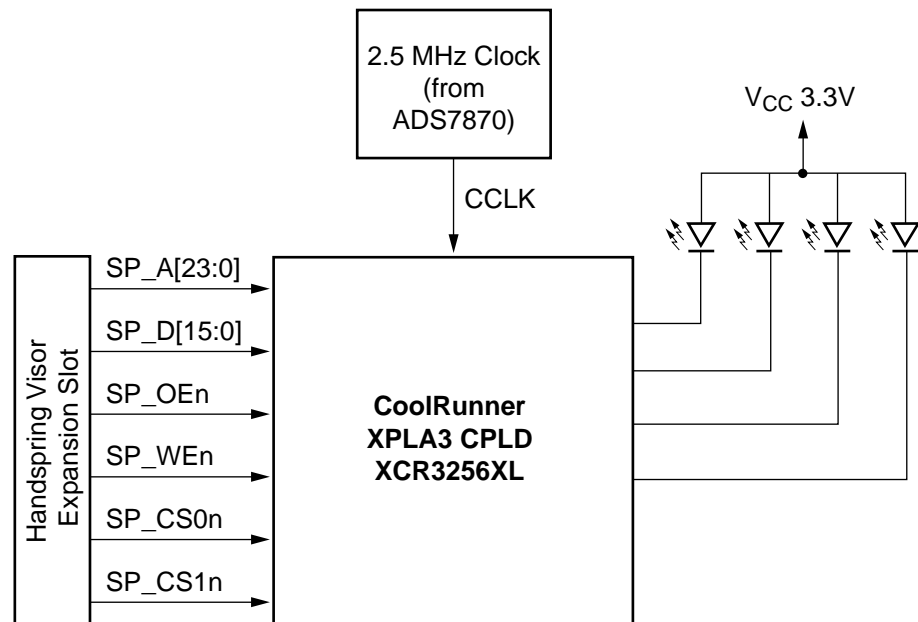 2.5 MHz Clock
(from
ADS7870)
VCC 3.3V
CCLK
SP_A[23:0]
SP_D[15:0]
SP_OEn
SP_WEn
SP_CS0n
SP_CS1n
Handspring Visor
Expansion Slot
CoolRunner
XPLA3 CPLD
XCR3256XL